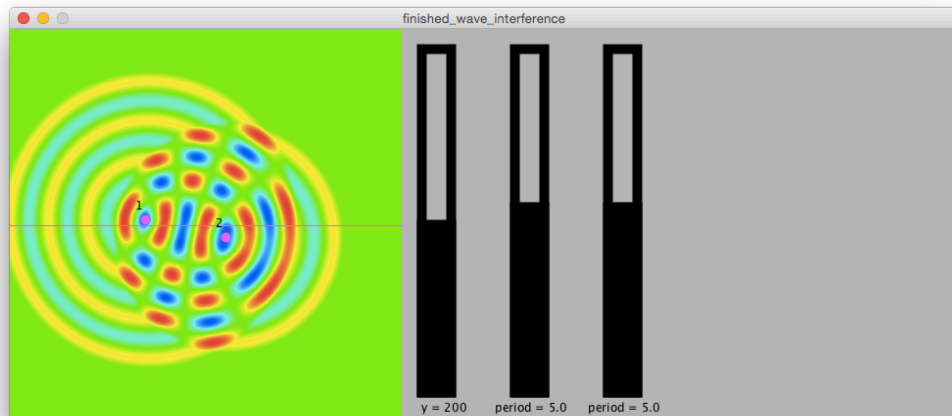 finished_wave_interference
1
2
y = 200
period = 5.0
period = 5.0